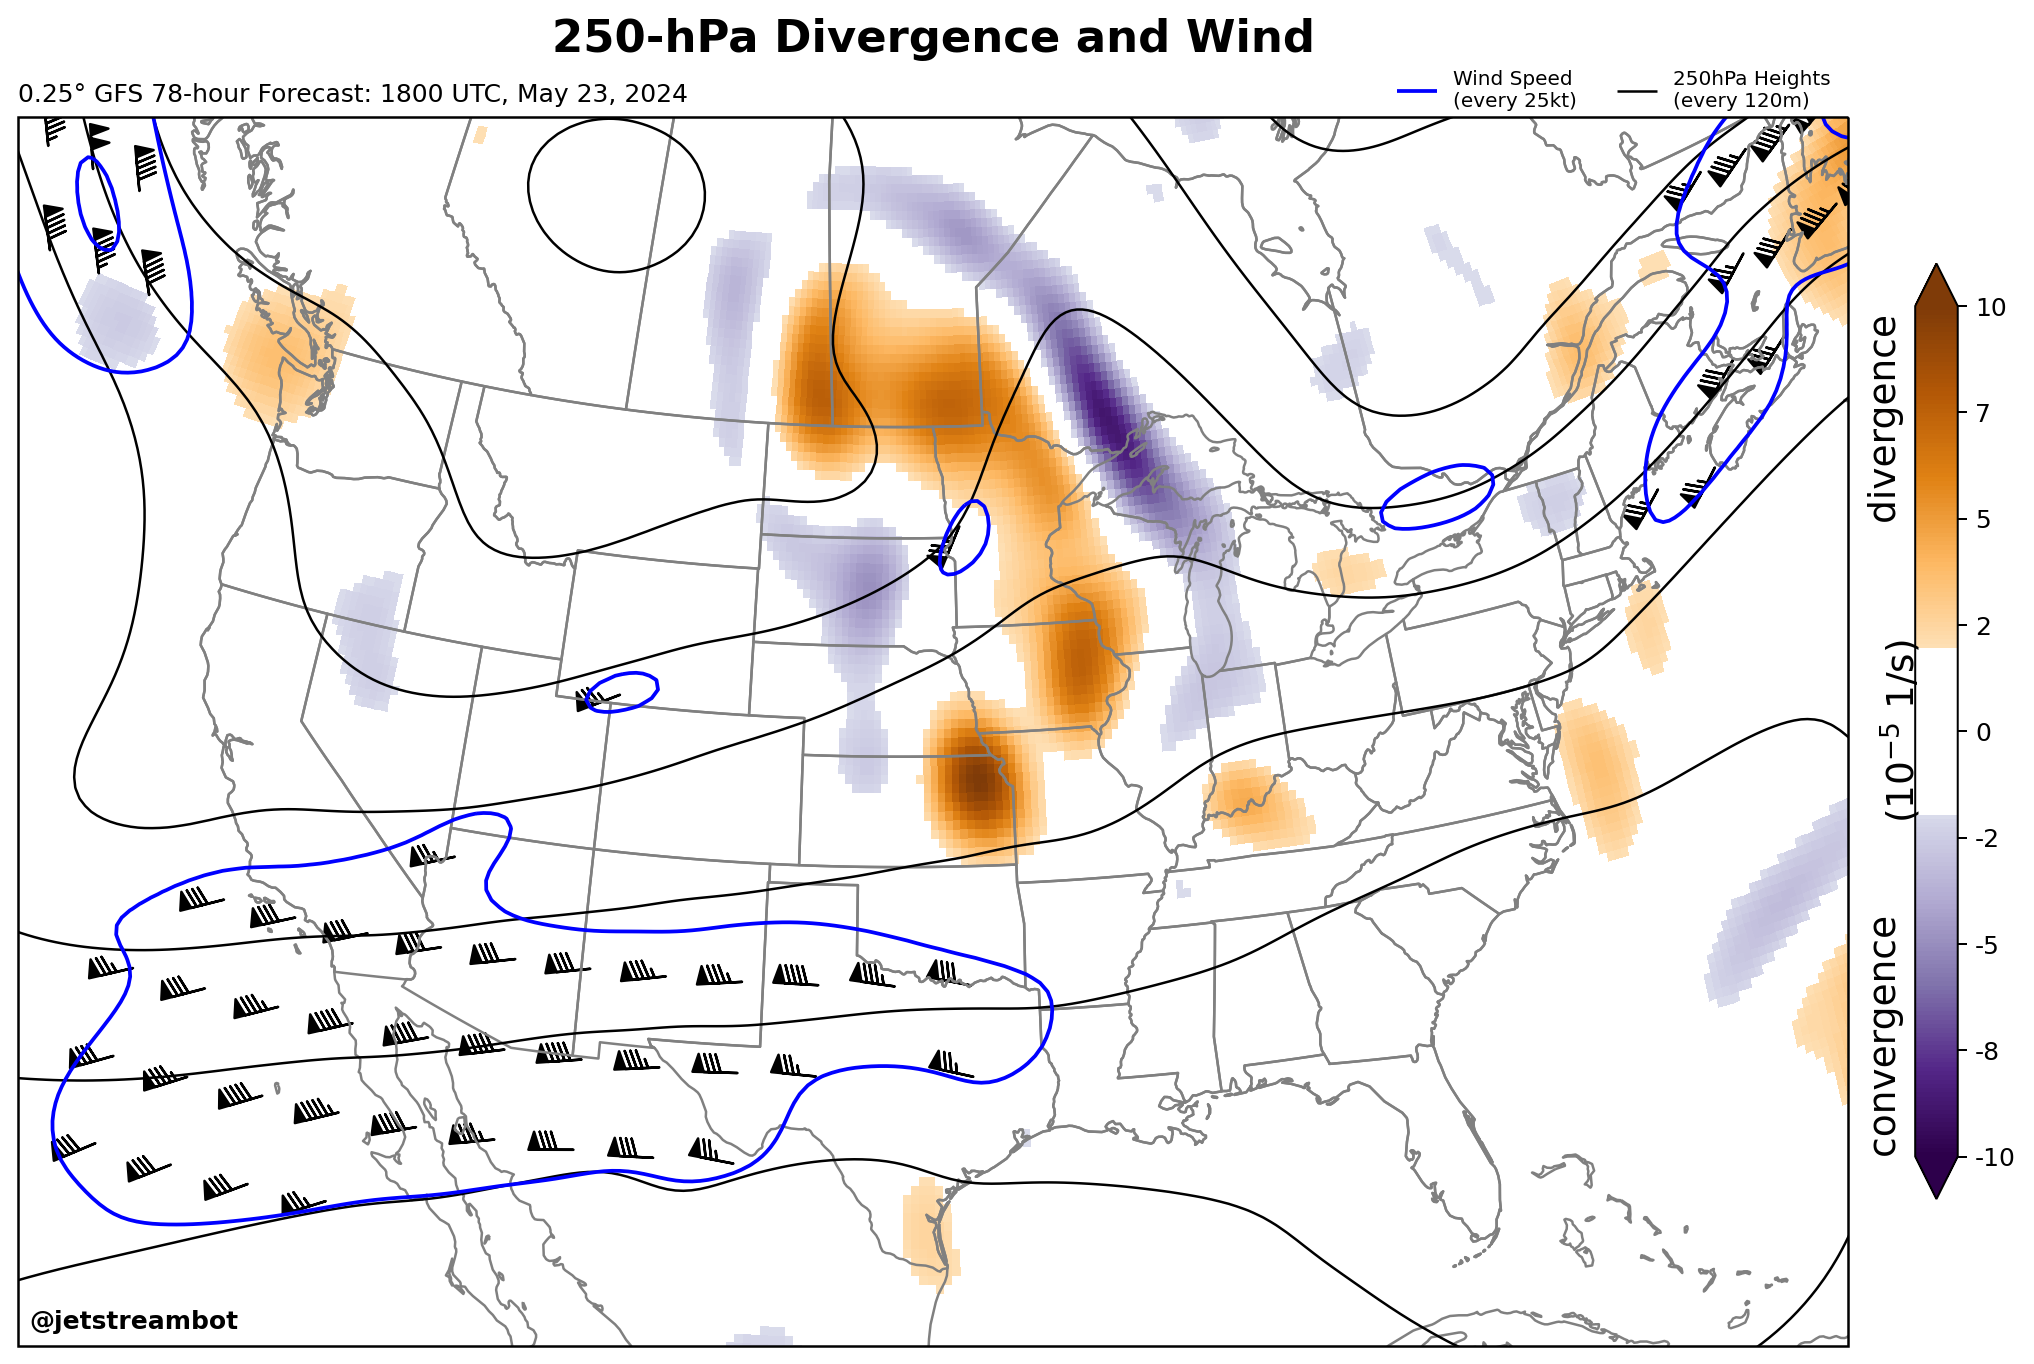 250-hPa Divergence and Wind
0.25° GFS 78-hour Forecast: 1800 UTC, May 23, 2024
Wind Speed
(every 25kt)
250hPa Heights
(every 120m)
10
7
5
2
0
-2
-5
-8
-10
divergence
(10⁻⁵ 1/s)
convergence
@jetstreambot